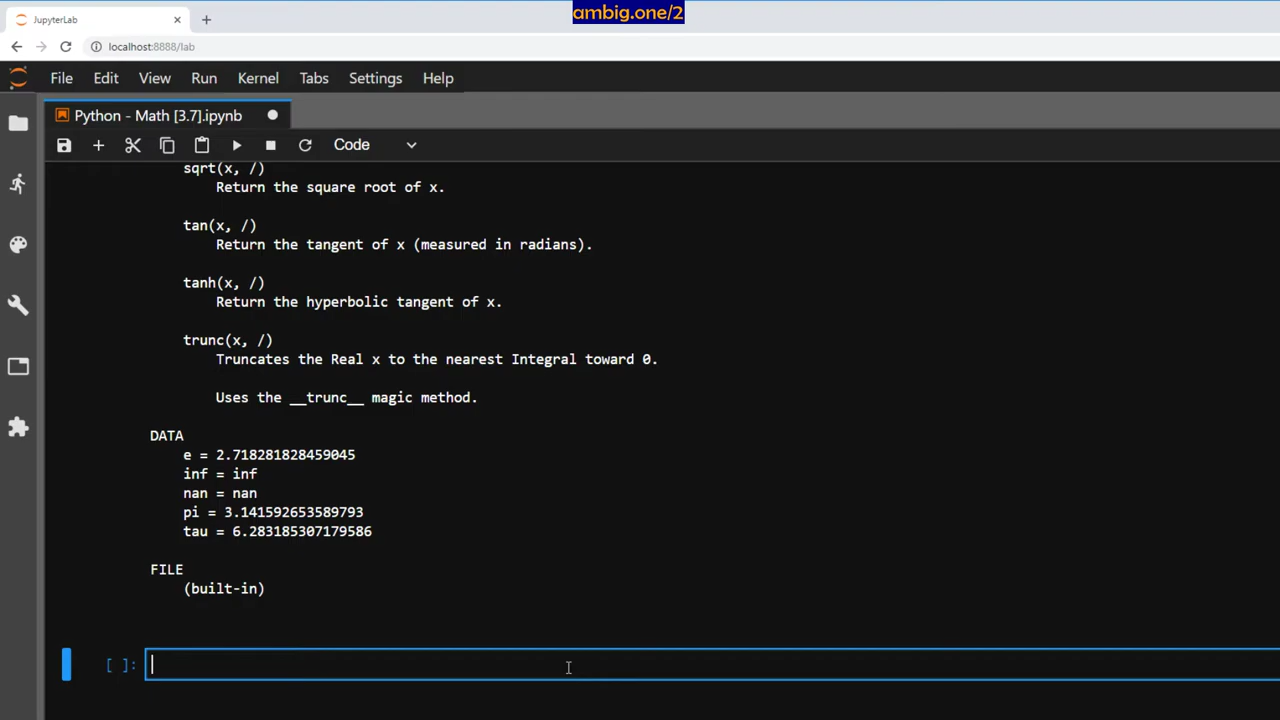 ambig.one/2
JupyterLab
localhost:8888/lab
File Edit View Run Kernel Tabs Settings Help
Python - Math [3.7].ipynb
Code
sqrt(x, /)
Return the square root of x.
tan(x, /)
Return the tangent of x (measured in radians).
tanh(x, /)
Return the hyperbolic tangent of x.
trunc(x, /)
Truncates the Real x to the nearest Integral toward 0.
Uses the __trunc__ magic method.
DATA
e = 2.718281828459045
inf = inf
nan = nan
pi = 3.141592653589793
tau = 6.283185307179586
FILE
(built-in)
[ ]: